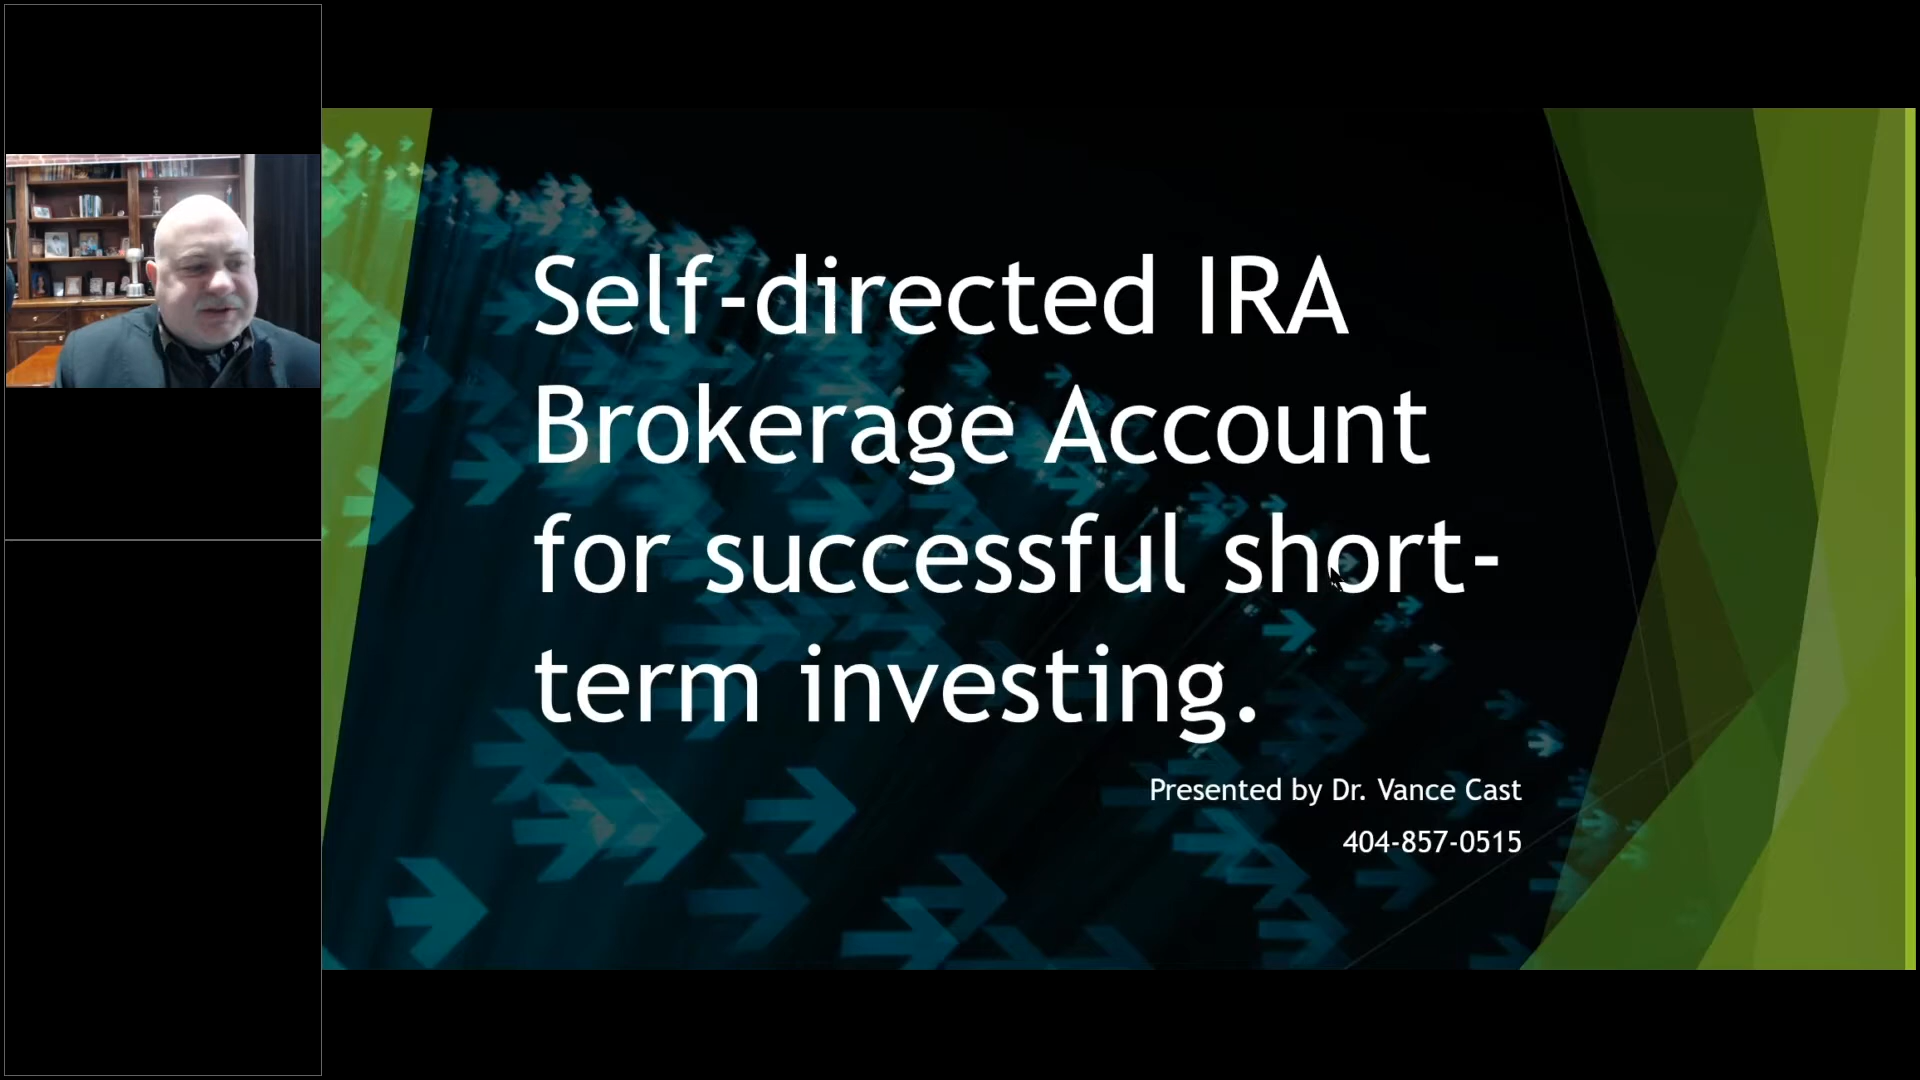 Self-directed IRA
Brokerage Account
for successful short-
term investing.
Presented by Dr. Vance Cast
404-857-0515